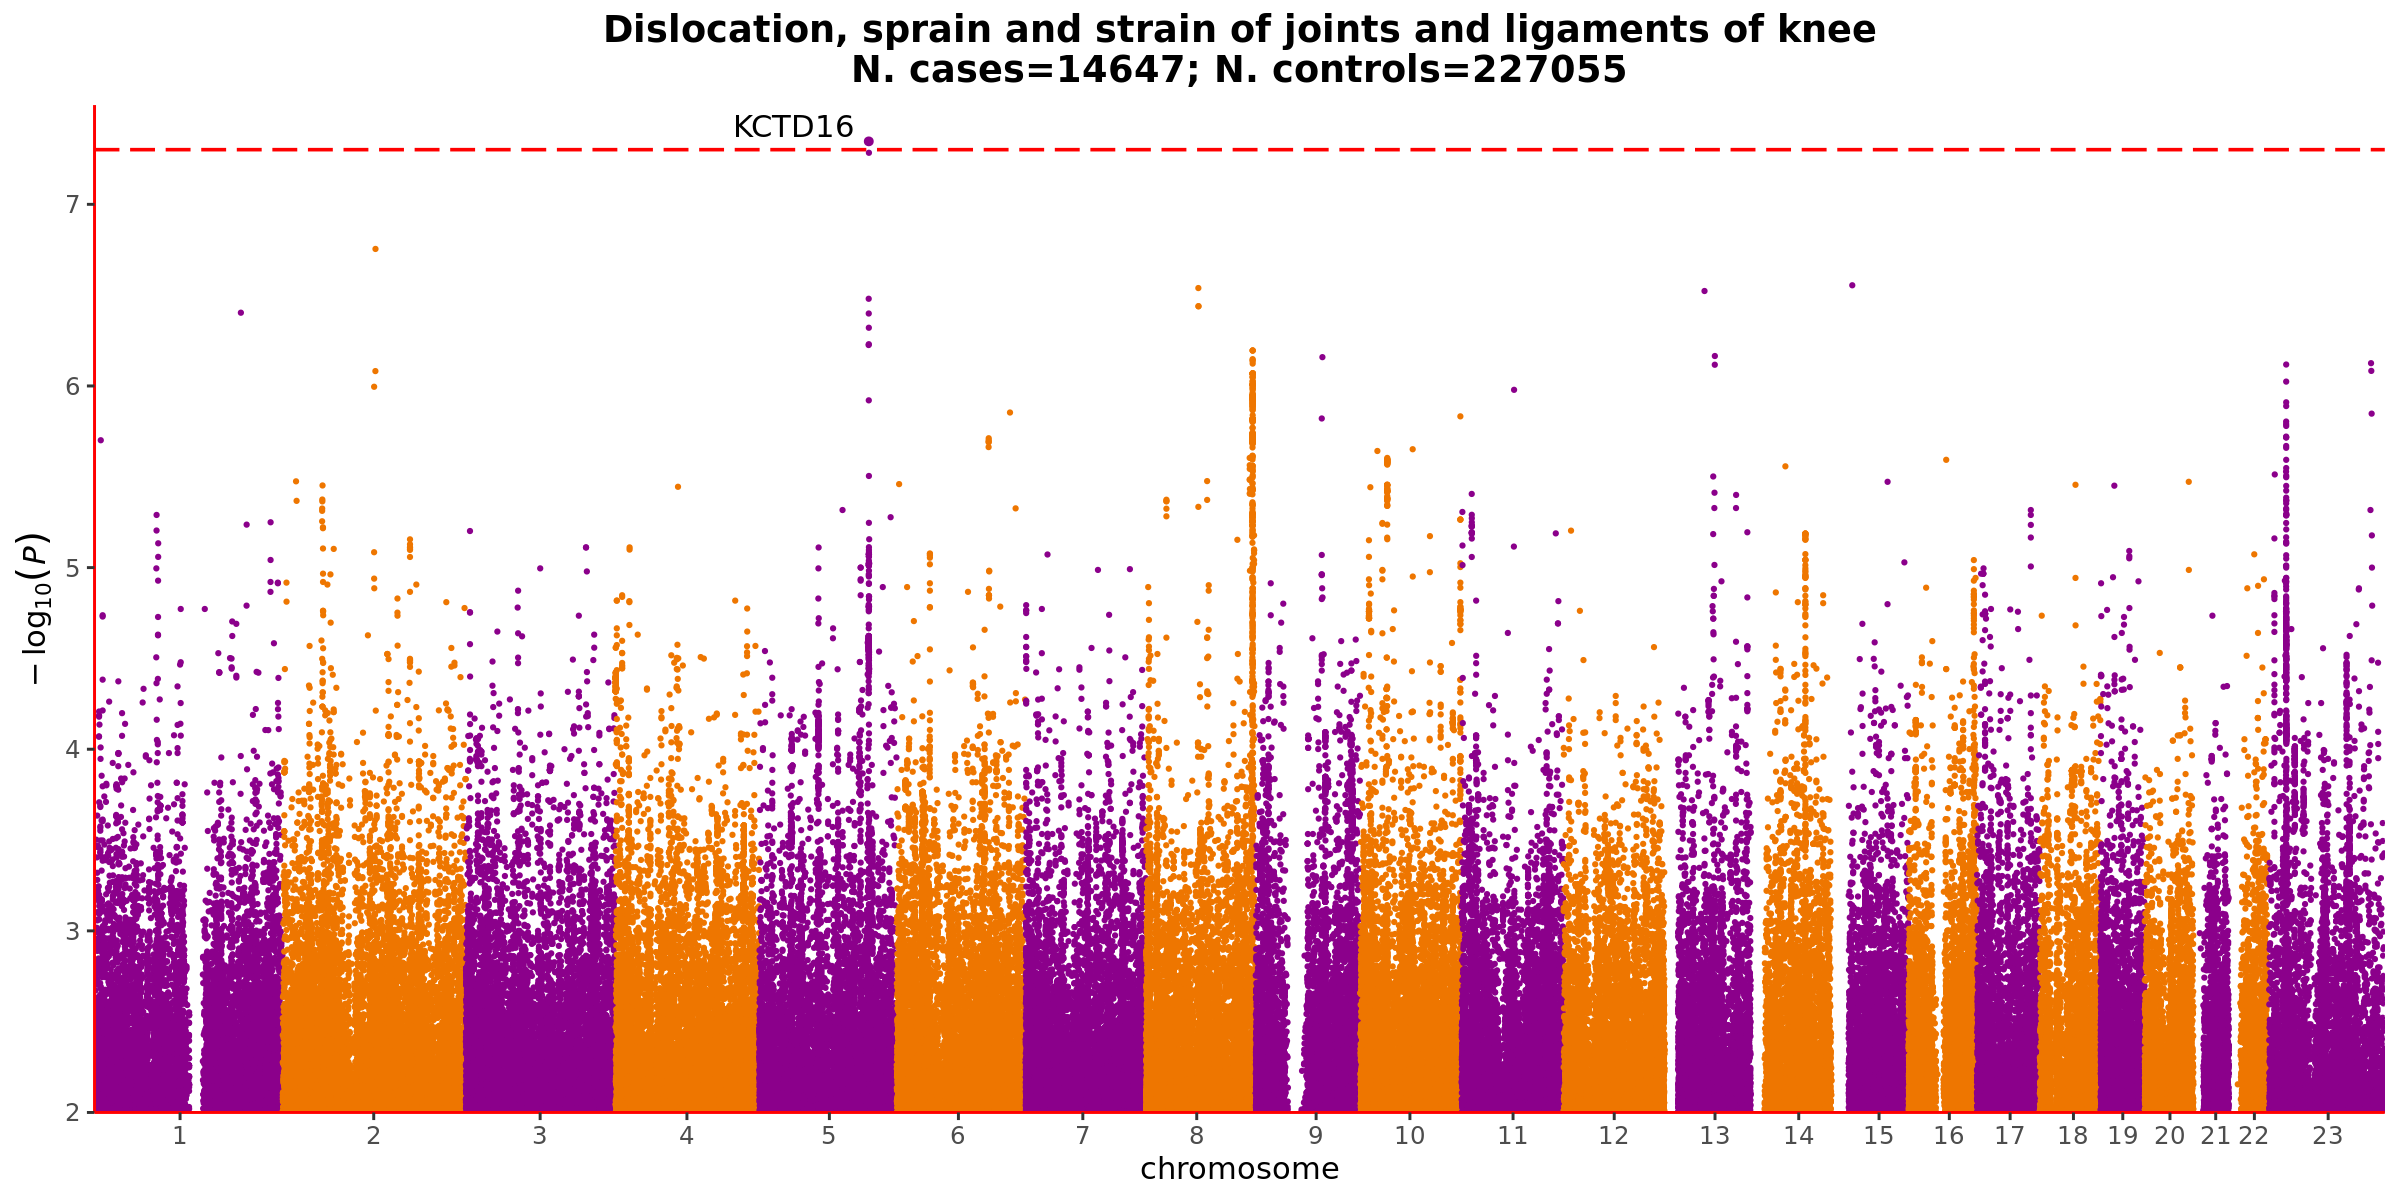 Dislocation, sprain and strain of joints and ligaments of knee
N. cases=14647; N. controls=227055
KCTD16
7
6
5
4
3
2
− log10(P)
1 2 3 4 5 6 7 8 9 10 11 12 13 14 15 16 17 18 19 20 21 22 23
chromosome